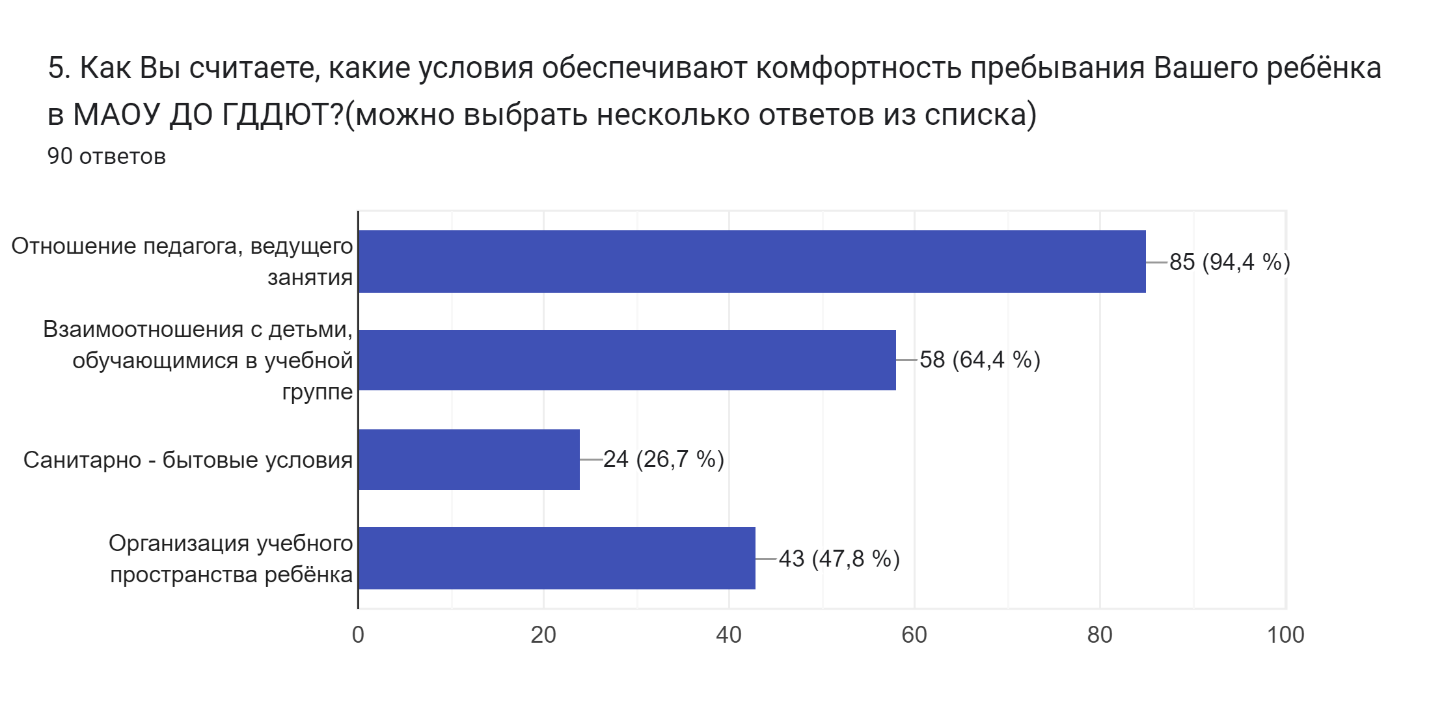 5. Как Вы считаете, какие условия обеспечивают комфортность пребывания Вашего ребёнка
в МАОУ ДО ГДДЮТ?(можно выбрать несколько ответов из списка)
90 ответов
Отношение педагога, ведущего
занятия
85 (94,4 %)
Взаимоотношения с детьми,
обучающимися в учебной
группе
58 (64,4 %)
Санитарно - бытовые условия
24 (26,7 %)
Организация учебного
пространства ребёнка
43 (47,8 %)
0 20 40 60 80 100